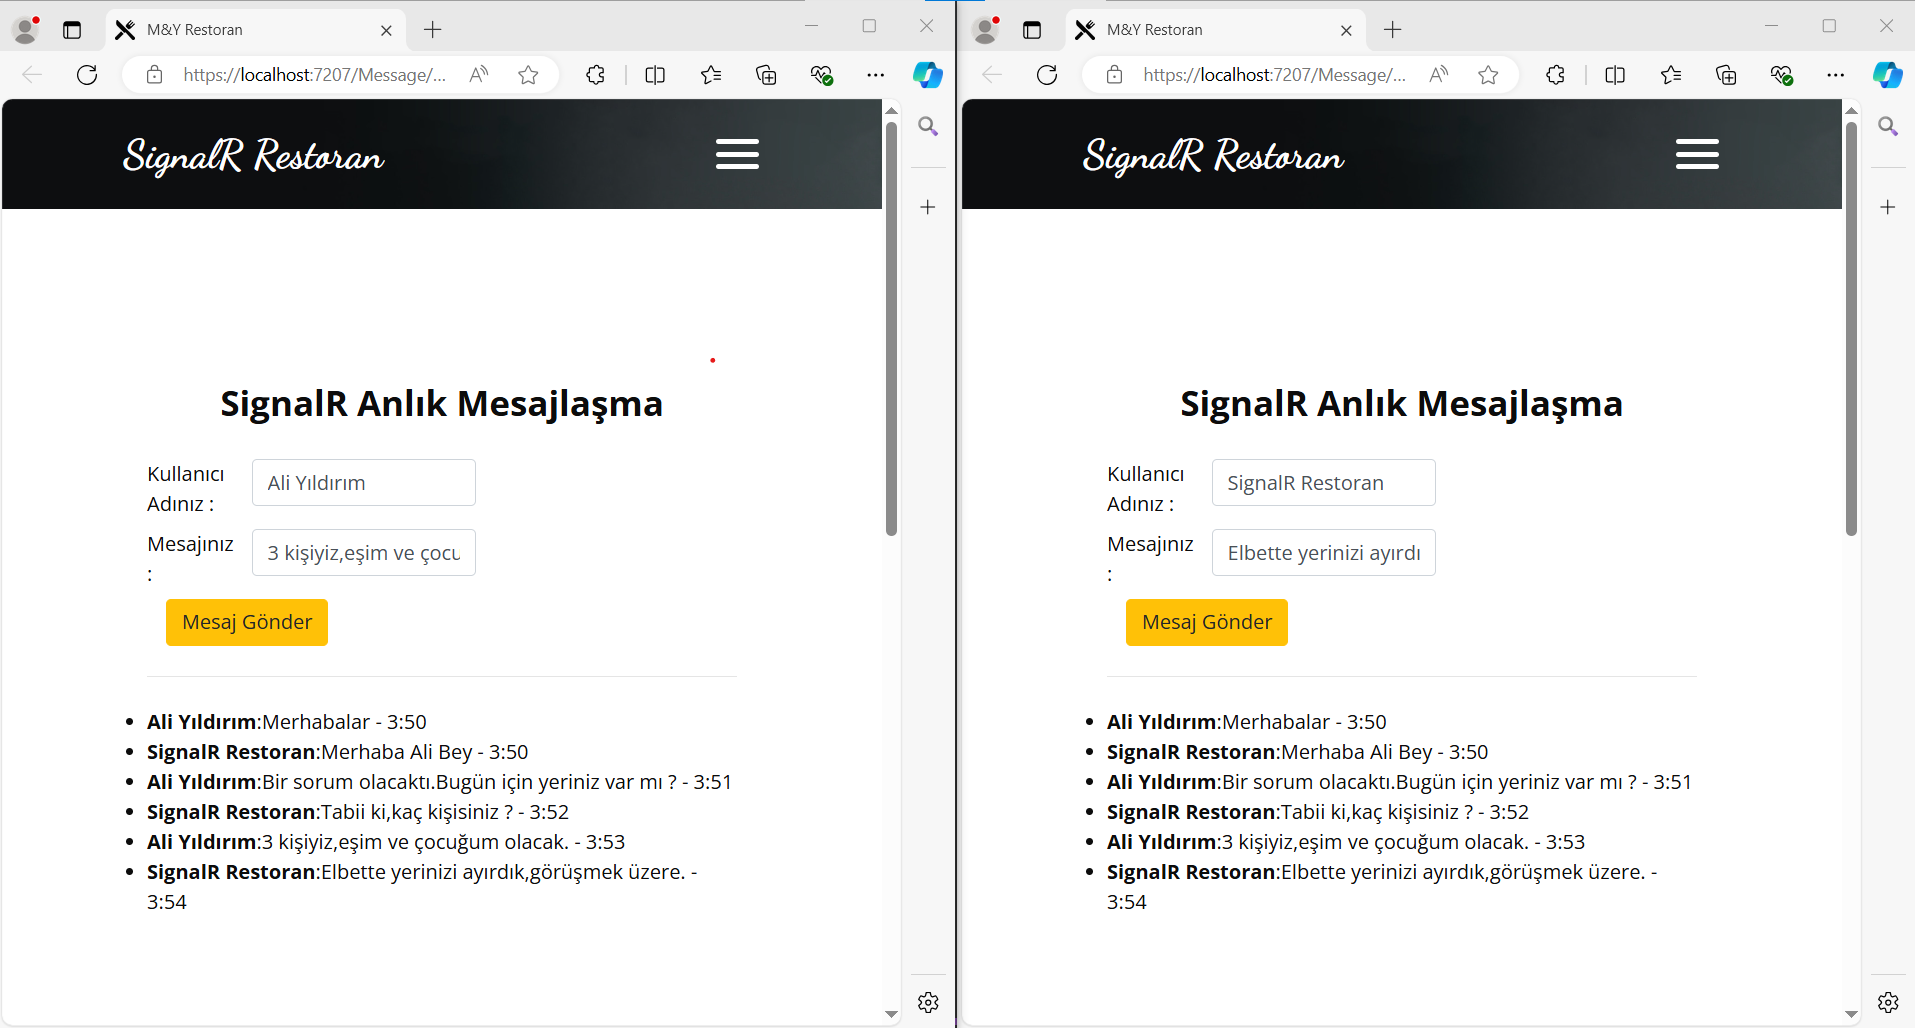 M&Y Restoran
https://localhost:7207/Message/...
SignalR Restoran
SignalR Anlık Mesajlaşma
Kullanıcı
Adınız :
Ali Yıldırım
Mesajınız
:
3 kişiyiz,eşim ve çocu
Mesaj Gönder
Ali Yıldırım:Merhabalar - 3:50
SignalR Restoran:Merhaba Ali Bey - 3:50
Ali Yıldırım:Bir sorum olacaktı.Bugün için yeriniz var mı ? - 3:51
SignalR Restoran:Tabii ki,kaç kişisiniz ? - 3:52
Ali Yıldırım:3 kişiyiz,eşim ve çocuğum olacak. - 3:53
SignalR Restoran:Elbette yerinizi ayırdık,görüşmek üzere. -
3:54
M&Y Restoran
https://localhost:7207/Message/...
SignalR Restoran
SignalR Anlık Mesajlaşma
Kullanıcı
Adınız :
SignalR Restoran
Mesajınız
:
Elbette yerinizi ayırdı
Mesaj Gönder
Ali Yıldırım:Merhabalar - 3:50
SignalR Restoran:Merhaba Ali Bey - 3:50
Ali Yıldırım:Bir sorum olacaktı.Bugün için yeriniz var mı ? - 3:51
SignalR Restoran:Tabii ki,kaç kişisiniz ? - 3:52
Ali Yıldırım:3 kişiyiz,eşim ve çocuğum olacak. - 3:53
SignalR Restoran:Elbette yerinizi ayırdık,görüşmek üzere. -
3:54